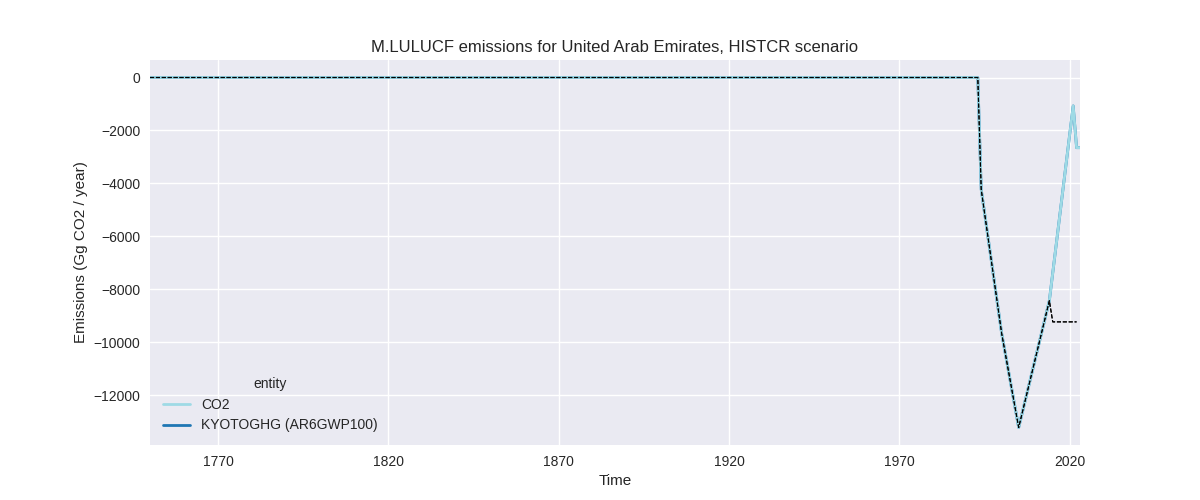 M.LULUCF emissions for United Arab Emirates, HISTCR scenario
Emissions (Gg CO2 / year)
0
−2000
−4000
−6000
−8000
−10000
−12000
entity
CO2
KYOTOGHG (AR6GWP100)
1770 1820 1870 1920 1970 2020
Time